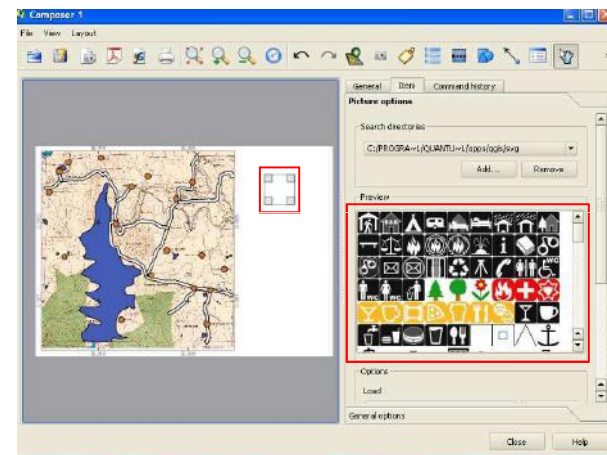 Composer 1
File View Layout
General Item Command history
Picture options
Search directories
C:/PROGRA~1/QUANTU~1/apps/qgis/svg
Add... Remove
Preview
Options
Load
General options
Close Help